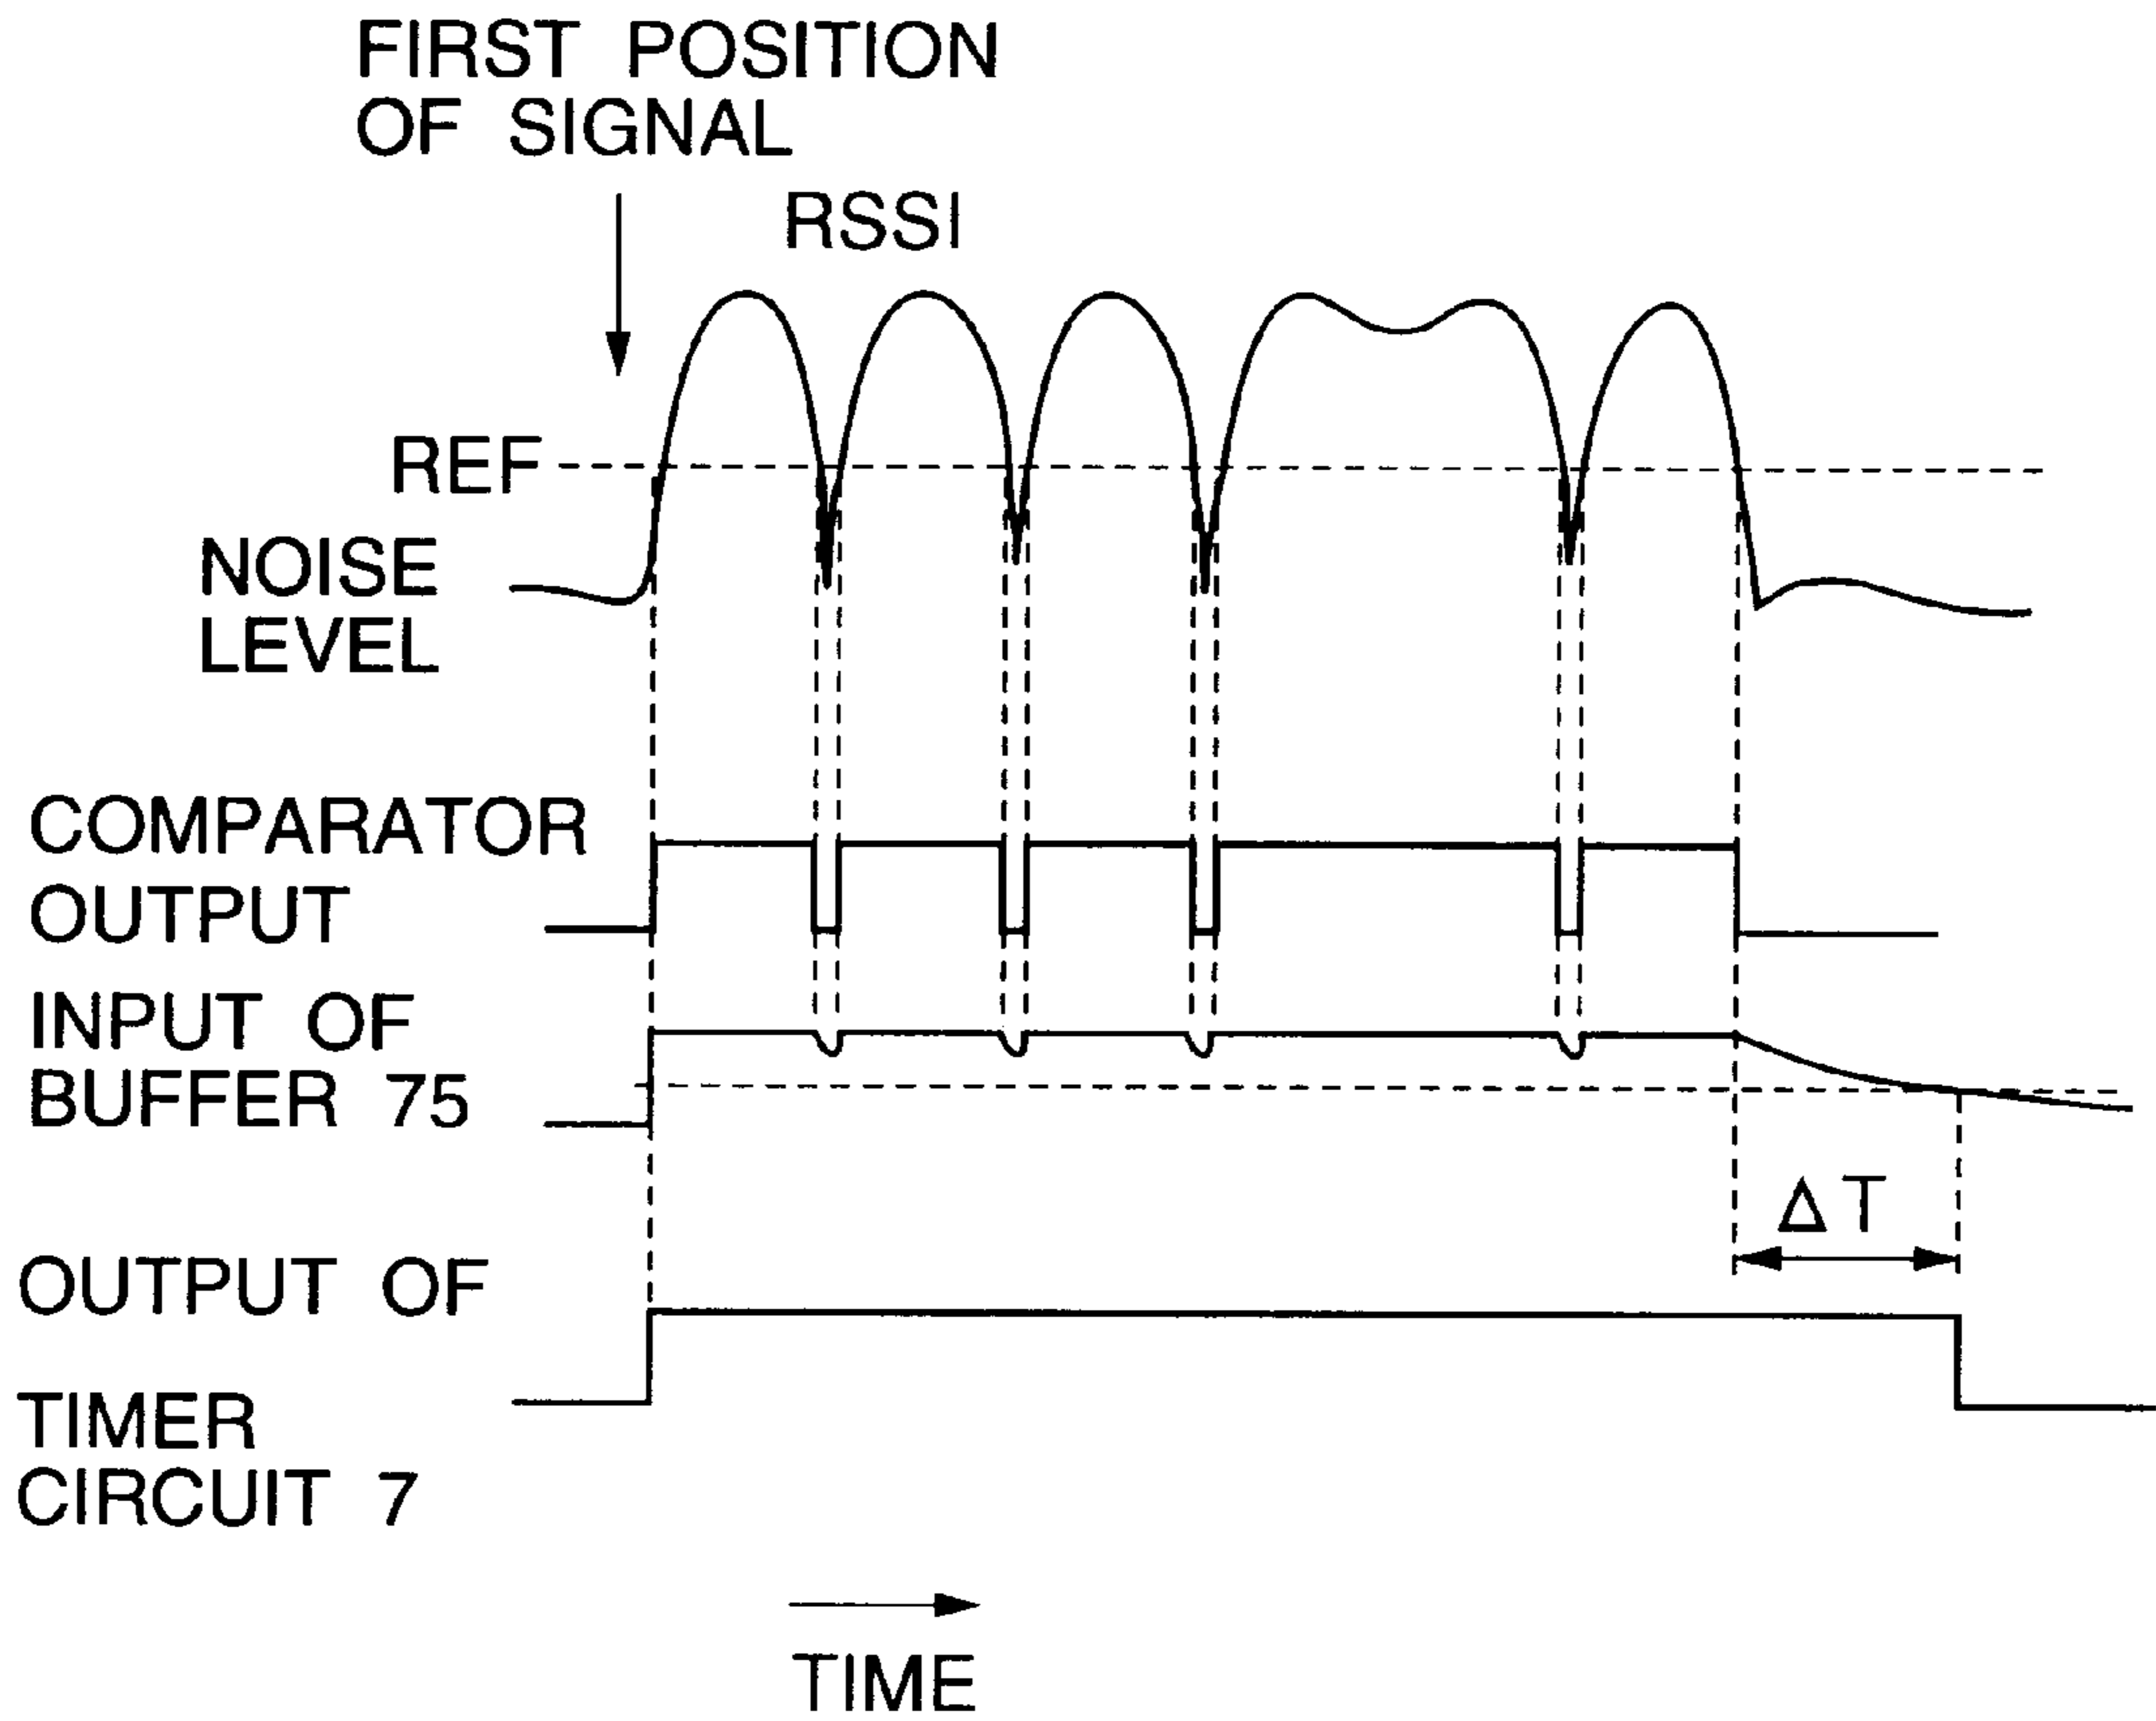 FIRST POSITION
OF SIGNAL
RSSI
REF
NOISE
LEVEL
COMPARATOR
OUTPUT
INPUT OF
BUFFER 75
ΔT
OUTPUT OF
TIMER
CIRCUIT 7
TIME